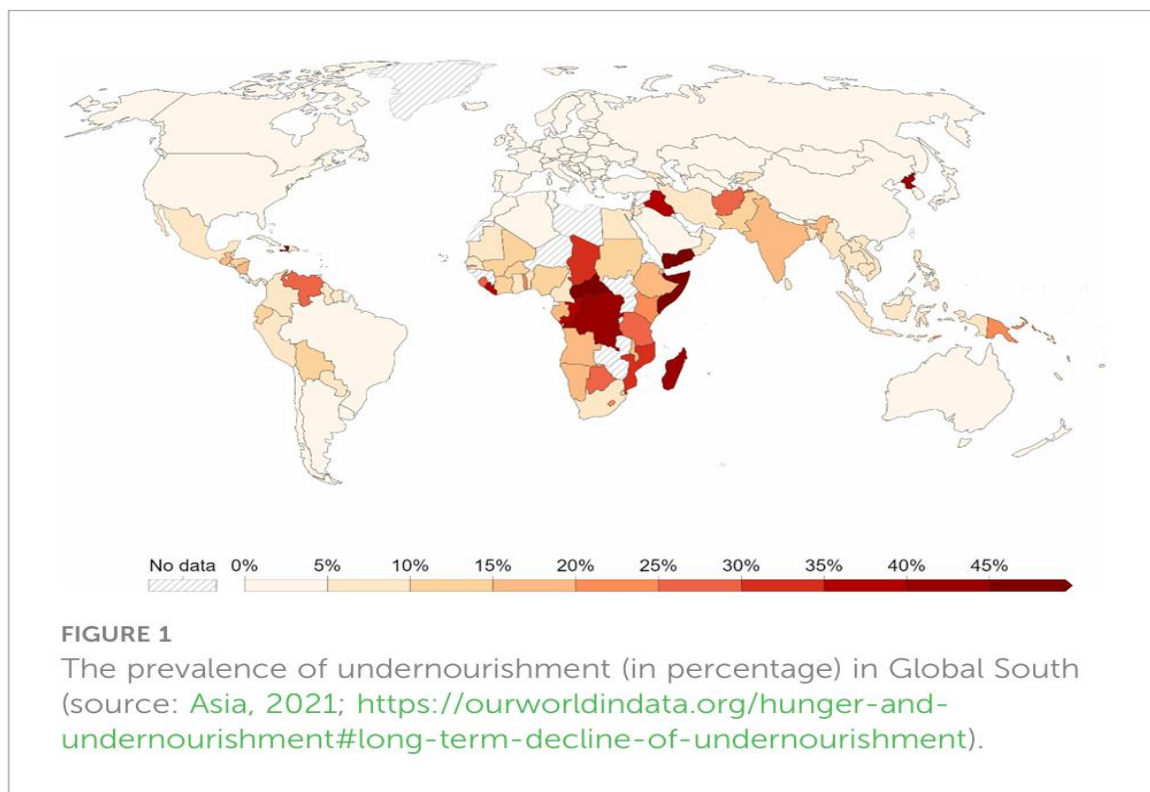 No data 0% 5% 10% 15% 20% 25% 30% 35% 40% 45%
FIGURE 1
The prevalence of undernourishment (in percentage) in Global South
(source: Asia, 2021; https://ourworldindata.org/hunger-and-
undernourishment#long-term-decline-of-undernourishment).